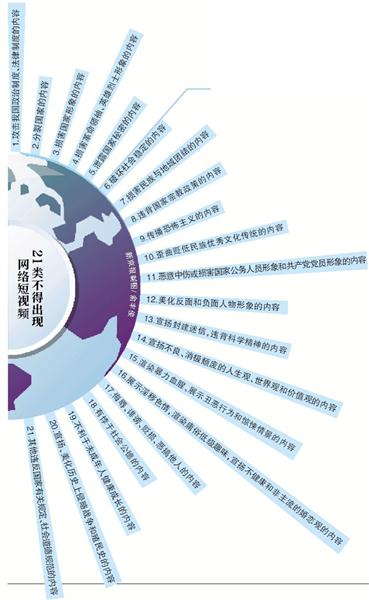 21类不得出现
网络短视频
新京报制图/俞丰俊
1.攻击我国政治制度、法律制度的内容
2.分裂国家的内容
3.损害国家形象的内容
4.损害革命领袖、英雄烈士形象的内容
5.泄露国家秘密的内容
6.破坏社会稳定的内容
7.损害民族与地域团结的内容
8.违背国家宗教政策的内容
9.传播恐怖主义的内容
10.歪曲贬低民族优秀文化传统的内容
11.恶意中伤或损害国家公务人员形象和共产党党员形象的内容
12.美化反面和负面人物形象的内容
13.宣扬封建迷信，违背科学精神的内容
14.宣扬不良、消极颓废的人生观、世界观和价值观的内容
15.渲染暴力血腥、展示丑恶行为和惊悚情景的内容
16.展示淫秽色情，渲染庸俗低级趣味，宣扬不健康和非主流的婚恋观的内容
17.侮辱、诽谤、贬损、恶搞他人的内容
18.有悖于社会公德的内容
19.不利于未成年人健康成长的内容
20.宣扬、美化历史上侵略战争和殖民史的内容
21.其他违反国家有关规定、社会道德规范的内容